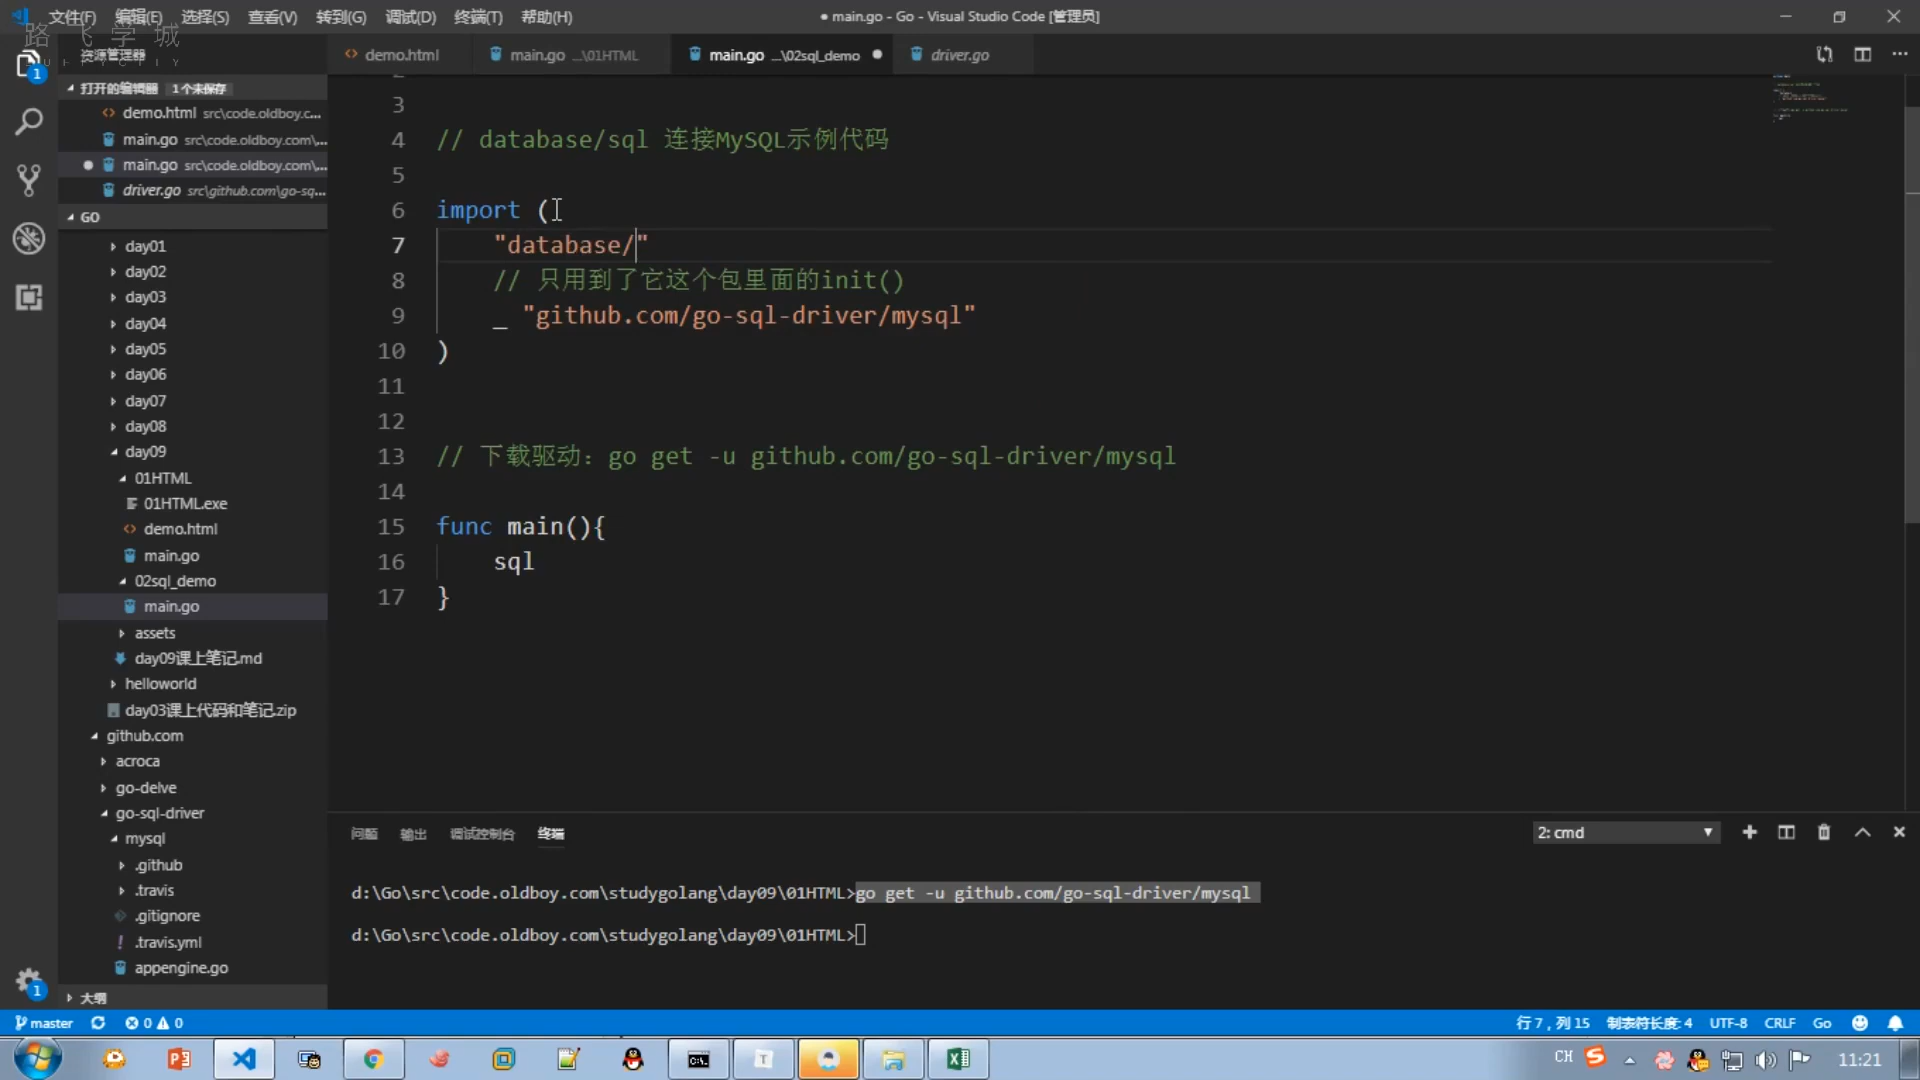 文件(F) 编辑(E) 选择(S) 查看(V) 转到(G) 调试(D) 终端(T) 帮助(H)
● main.go - Go - Visual Studio Code [管理员]
路飞学城
资源管理器
demo.html
main.go ...\01HTML
main.go ...\02sql_demo
driver.go
打开的编辑器 1 个未保存
demo.html src\code.oldboy.c...
main.go src\code.oldboy.com\...
main.go src\code.oldboy.com\...
driver.go src\github.com\go-sq...
GO
day01
day02
day03
day04
day05
day06
day07
day08
day09
01HTML
01HTML.exe
demo.html
main.go
02sql_demo
main.go
assets
day09课上笔记.md
helloworld
day03课上代码和笔记.zip
github.com
acroca
go-delve
go-sql-driver
mysql
.github
.travis
.gitignore
.travis.yml
appengine.go
大纲
3
4 // database/sql 连接MySQL示例代码
5
6 import (
7 "database/"
8 // 只用到了它这个包里面的init()
9 _ "github.com/go-sql-driver/mysql"
10 )
11
12
13 // 下载驱动: go get -u github.com/go-sql-driver/mysql
14
15 func main(){
16 sql
17 }
问题 输出 调试控制台 终端
2: cmd
d:\Go\src\code.oldboy.com\studygolang\day09\01HTML>go get -u github.com/go-sql-driver/mysql
d:\Go\src\code.oldboy.com\studygolang\day09\01HTML>
master 0 0
行 7，列 15 制表符长度: 4 UTF-8 CRLF Go
CH
11:21